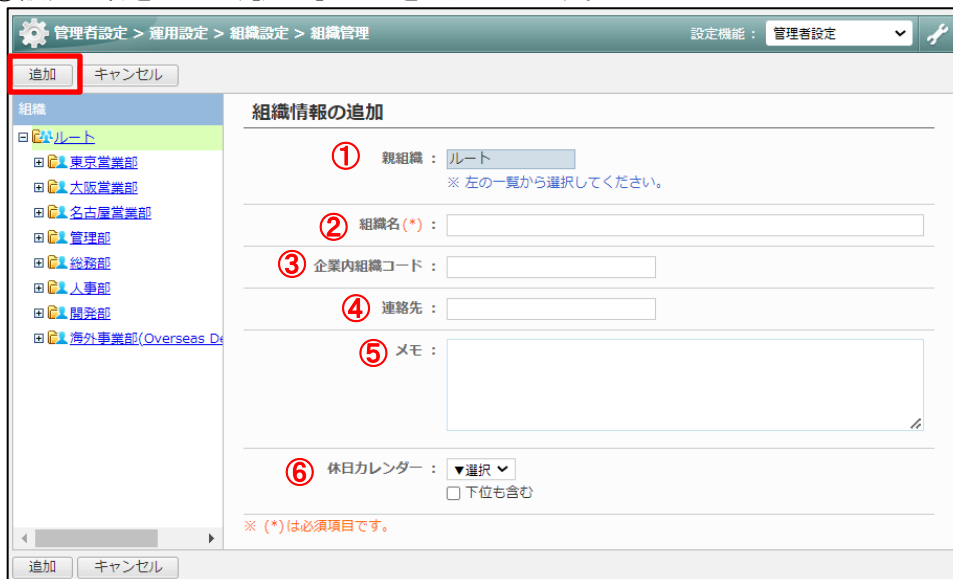 管理者設定 > 運用設定 > 組織設定 > 組織管理
設定機能： 管理者設定
追加 キャンセル
組織
ルート
東京営業部
大阪営業部
名古屋営業部
管理部
総務部
人事部
開発部
海外事業部(Overseas De
組織情報の追加
① 親組織： ルート
※ 左の一覧から選択してください。
② 組織名(*)：
③ 企業内組織コード：
④ 連絡先：
⑤ メモ：
⑥ 休日カレンダー： ▼選択
下位も含む
※ (*)は必須項目です。
追加 キャンセル